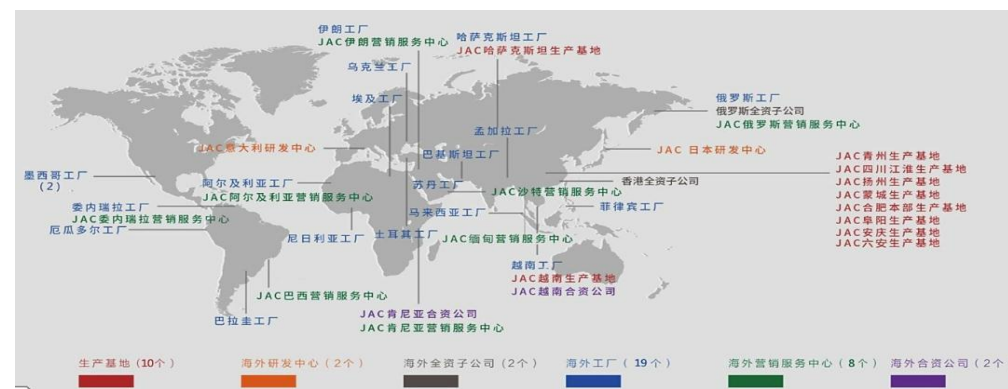 伊朗工厂
JAC伊朗营销服务中心
哈萨克斯坦工厂
JAC哈萨克斯坦生产基地
乌克兰工厂
埃及工厂
俄罗斯工厂
俄罗斯全资子公司
JAC俄罗斯营销服务中心
孟加拉工厂
JAC意大利研发中心
巴基斯坦工厂
JAC 日本研发中心
墨西哥工厂
(2)
阿尔及利亚工厂
JAC阿尔及利亚营销服务中心
苏丹工厂
JAC沙特营销服务中心
香港全资子公司
JAC青州生产基地
JAC四川江淮生产基地
JAC扬州生产基地
JAC蒙城生产基地
JAC合肥本部生产基地
JAC阜阳生产基地
JAC安庆生产基地
JAC六安生产基地
委内瑞拉工厂
JAC委内瑞拉营销服务中心
厄瓜多尔工厂
马来西亚工厂
菲律宾工厂
尼日利亚工厂
土耳其工厂
JAC缅甸营销服务中心
越南工厂
JAC越南生产基地
JAC越南合资公司
JAC巴西营销服务中心
巴拉圭工厂
JAC肯尼亚合资公司
JAC肯尼亚营销服务中心
生产基地(10个)
海外研发中心(2个)
海外全资子公司(2个)
海外工厂(19个)
海外营销服务中心(8个)
海外合资公司(2个